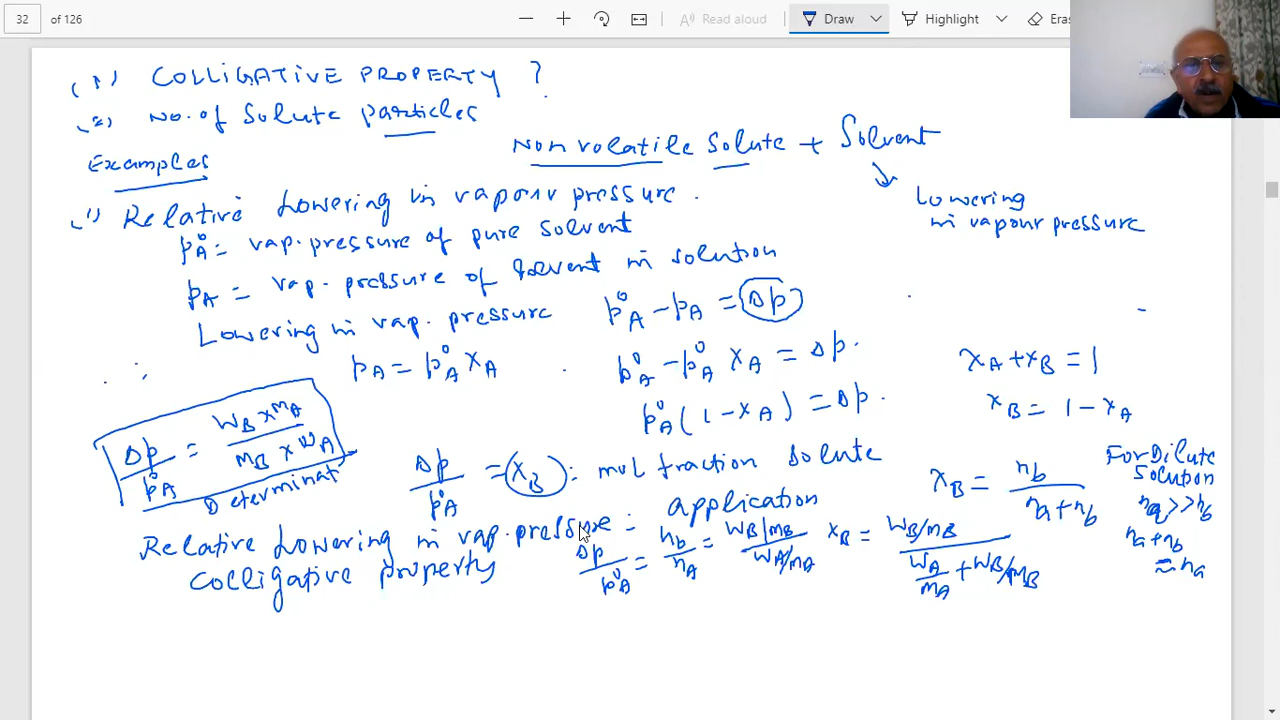 32 of 126
Read aloud
Draw
Highlight
Eras
(1) COLLIGATIVE PROPERTY ?
(2) No. of Solute particles
Non volatile Solute + Solvent
Examples
Lowering
in vapour pressure
(1) Relative Lowering in vapour pressure.
p°A = vap. pressure of pure solvent
pA = vap. pressure of solvent in solution
Lowering in vap. pressure p°A − pA = Δp
pA = p°A xA
p°A − p°A xA = Δp.
xA + xB = 1
p°A (1 − xA) = Δp.
xB = 1 − xA
Δp/p°A = WB × MA / MB × WA
Determinat
Δp/p°A = xB : mol fraction solute
xB = nb / na + nb
For Dilute
Solution
na >> nb
na + nb
≈ na
Relative Lowering in vap. pressure = application
colligative property
Δp/p°A = nb/nA = WB/MB / WA/MA
xB = WB/MB / WA/MA + WB/MB